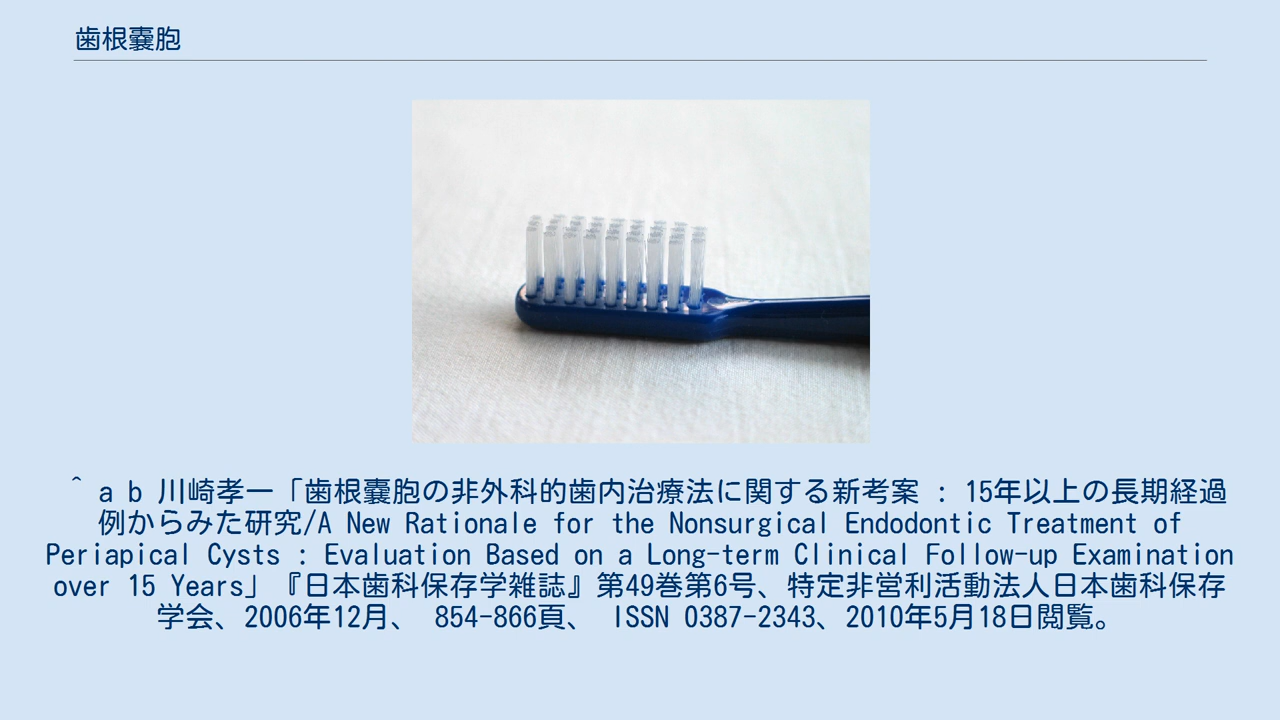 歯根嚢胞
^ a b 川崎孝一「歯根嚢胞の非外科的歯内治療法に関する新考案 : 15年以上の長期経過
例からみた研究/A New Rationale for the Nonsurgical Endodontic Treatment of
Periapical Cysts : Evaluation Based on a Long-term Clinical Follow-up Examination
over 15 Years」『日本歯科保存学雑誌』第49巻第6号、特定非営利活動法人日本歯科保存
学会、2006年12月、 854-866頁、 ISSN 0387-2343、2010年5月18日閲覧。